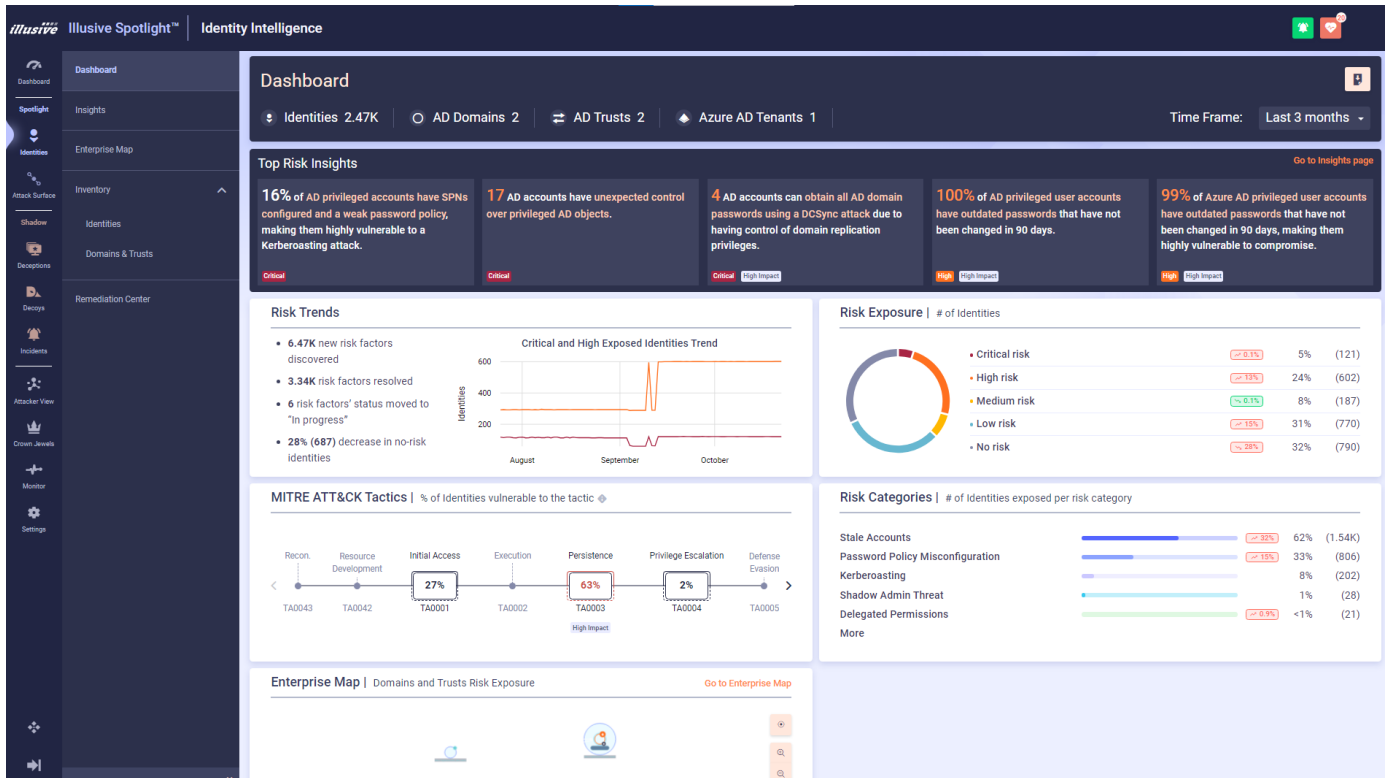 illusive Illusive Spotlight™ Identity Intelligence
20
Dashboard
Spotlight
Identities
Attack Surface
Shadow
Deceptions
Decoys
Incidents
Attacker View
Crown Jewels
Monitor
Settings
Dashboard
Insights
Enterprise Map
Inventory
Identities
Domains & Trusts
Remediation Center
Dashboard
Identities 2.47K AD Domains 2 AD Trusts 2 Azure AD Tenants 1
Time Frame: Last 3 months
Top Risk Insights
Go to Insights page
16% of AD privileged accounts have SPNs
configured and a weak password policy,
making them highly vulnerable to a
Kerberoasting attack.
Critical
17 AD accounts have unexpected control
over privileged AD objects.
Critical
4 AD accounts can obtain all AD domain
passwords using a DCSync attack due to
having control of domain replication
privileges.
Critical High Impact
100% of AD privileged user accounts
have outdated passwords that have not
been changed in 90 days.
High High Impact
99% of Azure AD privileged user accounts
have outdated passwords that have not
been changed in 90 days, making them
highly vulnerable to compromise.
High High Impact
Risk Trends
• 6.47K new risk factors
discovered
• 3.34K risk factors resolved
• 6 risk factors' status moved to
"In progress"
• 28% (687) decrease in no-risk
identities
Critical and High Exposed Identities Trend
Identities
600
400
200
August September October
Risk Exposure | # of Identities
• Critical risk 0.1% 5% (121)
• High risk 13% 24% (602)
• Medium risk 0.1% 8% (187)
• Low risk 15% 31% (770)
• No risk 28% 32% (790)
MITRE ATT&CK Tactics | % of Identities vulnerable to the tactic
Recon.
TA0043
Resource
Development
TA0042
Initial Access
27%
TA0001
Execution
TA0002
Persistence
63%
TA0003
High Impact
Privilege Escalation
2%
TA0004
Defense
Evasion
TA0005
Risk Categories | # of Identities exposed per risk category
Stale Accounts 32% 62% (1.54K)
Password Policy Misconfiguration 15% 33% (806)
Kerberoasting 8% (202)
Shadow Admin Threat 1% (28)
Delegated Permissions 0.9% <1% (21)
More
Enterprise Map | Domains and Trusts Risk Exposure
Go to Enterprise Map